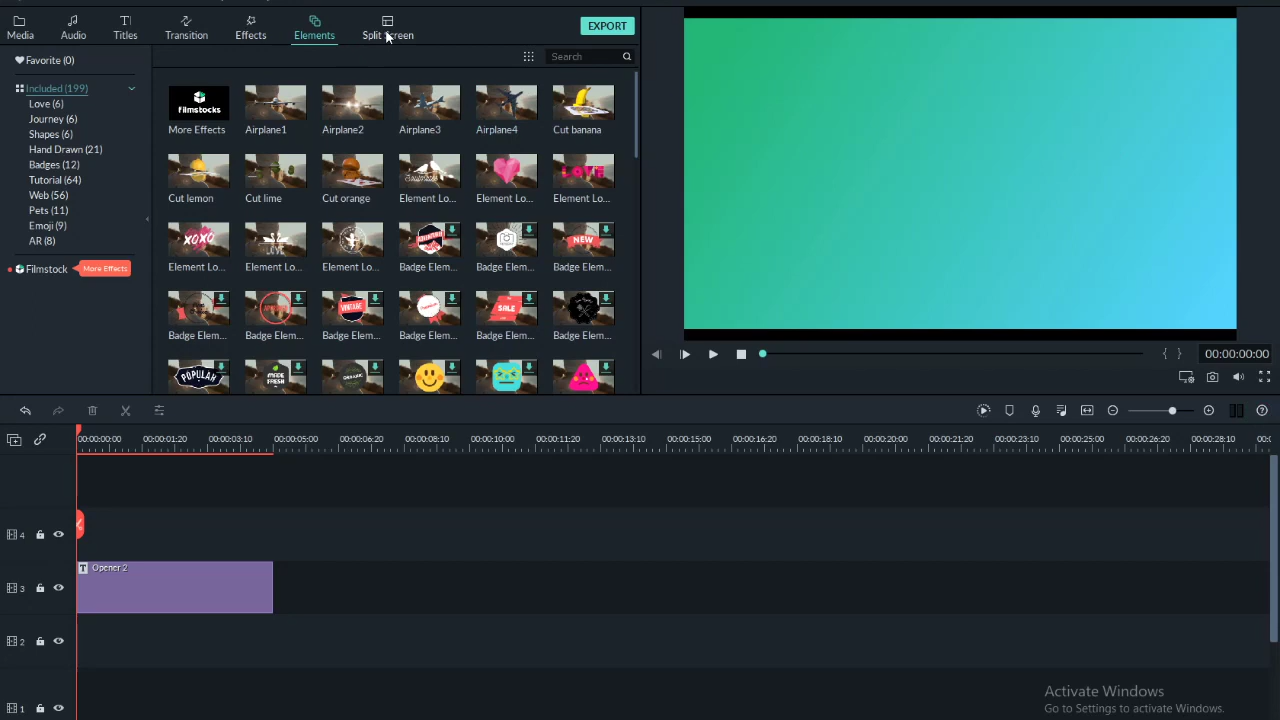 Media Audio Titles Transition Effects Elements Split Screen EXPORT
Favorite (0)
Search
Included (199)
Love (6)
Journey (6)
Shapes (6)
Hand Drawn (21)
Badges (12)
Tutorial (64)
Web (56)
Pets (11)
Emoji (9)
AR (8)
Filmstock More Effects
filmstocks
More Effects Airplane1 Airplane2 Airplane3 Airplane4 Cut banana
LOVE
Cut lemon Cut lime Cut orange Element Lo... Element Lo... Element Lo...
XOXO LOVE NEW
Element Lo... Element Lo... Element Lo... Badge Elem... Badge Elem... Badge Elem...
VINTAGE SALE
Badge Elem... Badge Elem... Badge Elem... Badge Elem... Badge Elem... Badge Elem...
POPULAR MADE FRESH ORGANIC
{ } 00:00:00:00
00:00:00:00 00:00:01:20 00:00:03:10 00:00:05:00 00:00:06:20 00:00:08:10 00:00:10:00 00:00:11:20 00:00:13:10 00:00:15:00 00:00:16:20 00:00:18:10 00:00:20:00 00:00:21:20 00:00:23:10 00:00:25:00 00:00:26:20 00:00:28:10 00:0
4
T Opener 2
3
2
1
Activate Windows
Go to Settings to activate Windows.